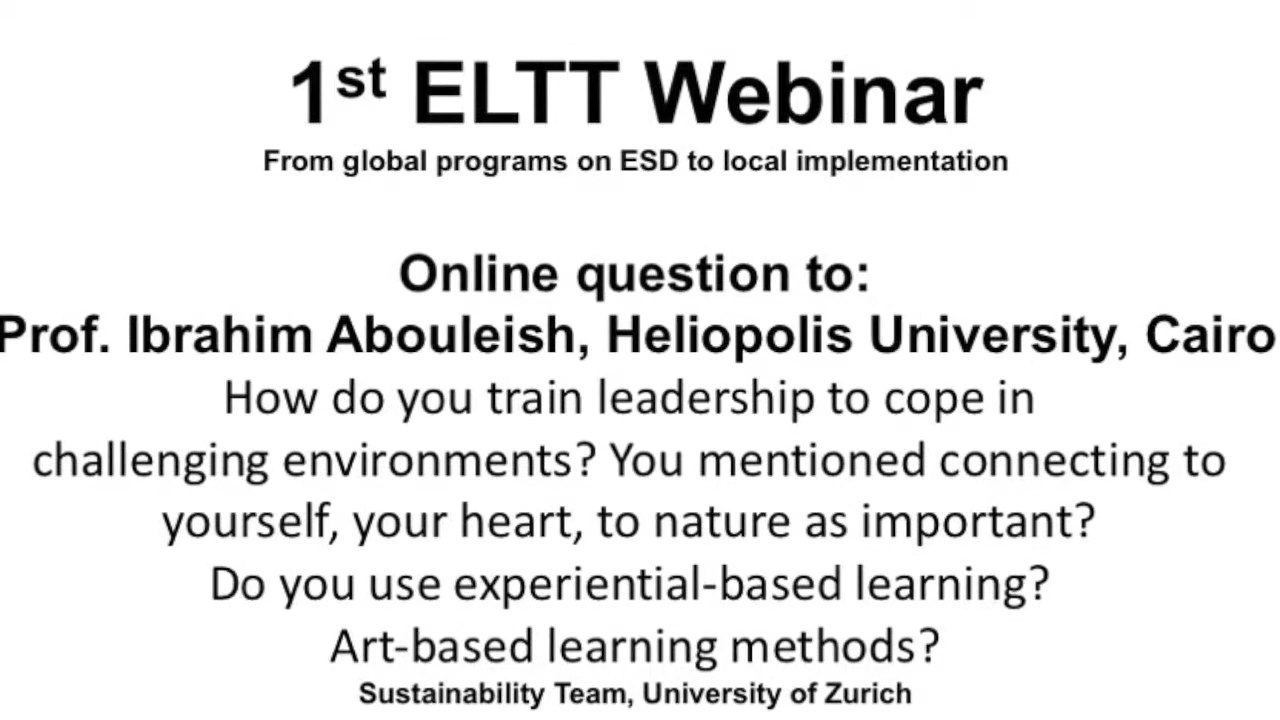 1st ELTT Webinar
From global programs on ESD to local implementation
Online question to:
Prof. Ibrahim Abouleish, Heliopolis University, Cairo
How do you train leadership to cope in
challenging environments? You mentioned connecting to
yourself, your heart, to nature as important?
Do you use experiential-based learning?
Art-based learning methods?
Sustainability Team, University of Zurich